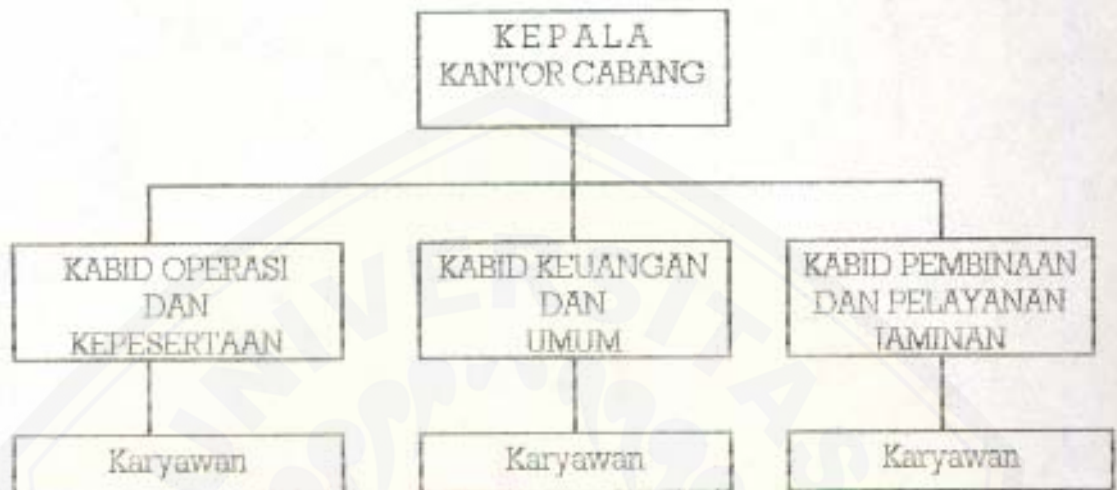 KEPALA
KANTOR CABANG
KABID OPERASI
DAN
KEPESERTAAN
KABID KEUANGAN
DAN
UMUM
KABID PEMBINAAN
DAN PELAYANAN
JAMINAN
Karyawan
Karyawan
Karyawan
UNIVERSITAS